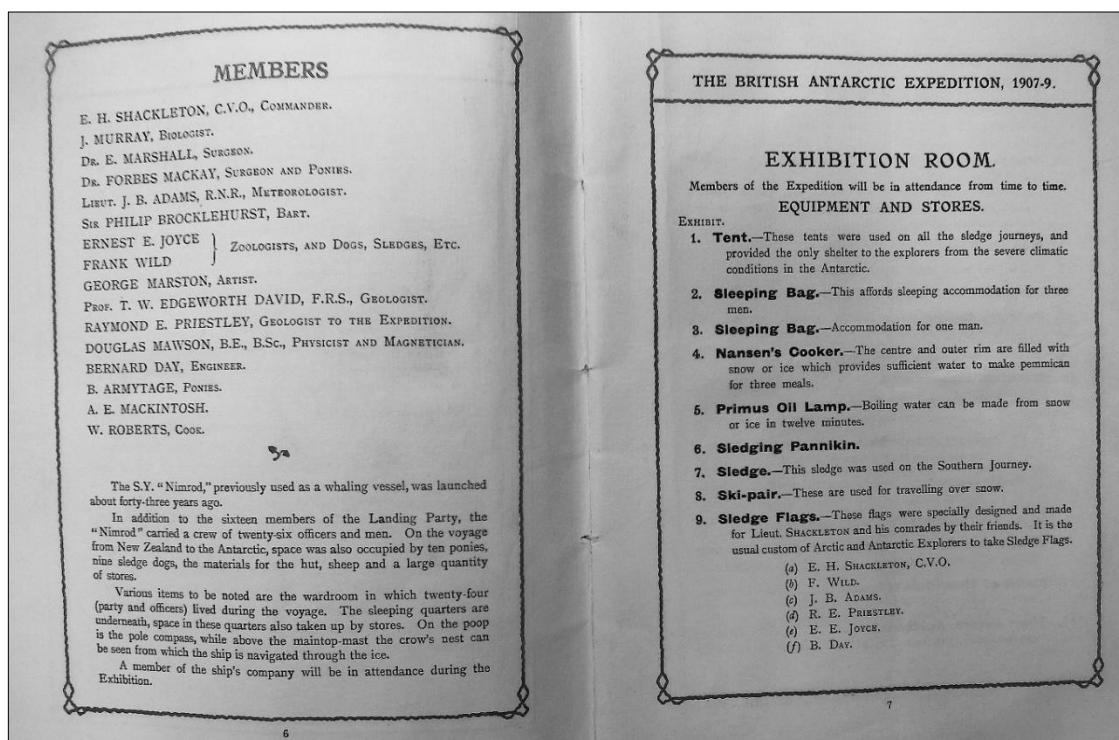 MEMBERS
E. H. SHACKLETON, C.V.O., COMMANDER.
J. MURRAY, BIOLOGIST.
DR. E. MARSHALL, SURGEON.
DR. FORBES MACKAY, SURGEON AND PONIES.
LIEUT. J. B. ADAMS, R.N.R., METEOROLOGIST.
SIR PHILIP BROCKLEHURST, BART.
ERNEST E. JOYCE } ZOOLOGISTS, AND DOGS, SLEDGES, ETC.
FRANK WILD
GEORGE MARSTON, ARTIST.
PROF. T. W. EDGEWORTH DAVID, F.R.S., GEOLOGIST.
RAYMOND E. PRIESTLEY, GEOLOGIST TO THE EXPEDITION.
DOUGLAS MAWSON, B.E., B.SC., PHYSICIST AND MAGNETICIAN.
BERNARD DAY, ENGINEER.
B. ARMYTAGE, PONIES.
A. E. MACKINTOSH.
W. ROBERTS, COOK.
The S.Y. "Nimrod," previously used as a whaling vessel, was launched
about forty-three years ago.
In addition to the sixteen members of the Landing Party, the
"Nimrod" carried a crew of twenty-six officers and men. On the voyage
from New Zealand to the Antarctic, space was also occupied by ten ponies,
nine sledge dogs, the materials for the hut, sheep and a large quantity
of stores.
Various items to be noted are the wardroom in which twenty-four
(party and officers) lived during the voyage. The sleeping quarters are
underneath, space in these quarters also taken up by stores. On the poop
is the pole compass, while above the maintop-mast the crow's nest can
be seen from which the ship is navigated through the ice.
A member of the ship's company will be in attendance during the
Exhibition.
6
THE BRITISH ANTARCTIC EXPEDITION, 1907-9.
EXHIBITION ROOM.
Members of the Expedition will be in attendance from time to time.
EQUIPMENT AND STORES.
EXHIBIT.
1. Tent.—These tents were used on all the sledge journeys, and
provided the only shelter to the explorers from the severe climatic
conditions in the Antarctic.
2. Sleeping Bag.—This affords sleeping accommodation for three
men.
3. Sleeping Bag.—Accommodation for one man.
4. Nansen's Cooker.—The centre and outer rim are filled with
snow or ice which provides sufficient water to make pemmican
for three meals.
5. Primus Oil Lamp.—Boiling water can be made from snow
or ice in twelve minutes.
6. Sledging Pannikin.
7. Sledge.—This sledge was used on the Southern Journey.
8. Ski-pair.—These are used for travelling over snow.
9. Sledge Flags.—These flags were specially designed and made
for Lieut. SHACKLETON and his comrades by their friends. It is the
usual custom of Arctic and Antarctic Explorers to take Sledge Flags.
(a) E. H. SHACKLETON, C.V.O.
(b) F. WILD.
(c) J. B. ADAMS.
(d) R. E. PRIESTLEY.
(e) E. E. JOYCE.
(f) B. DAY.
7